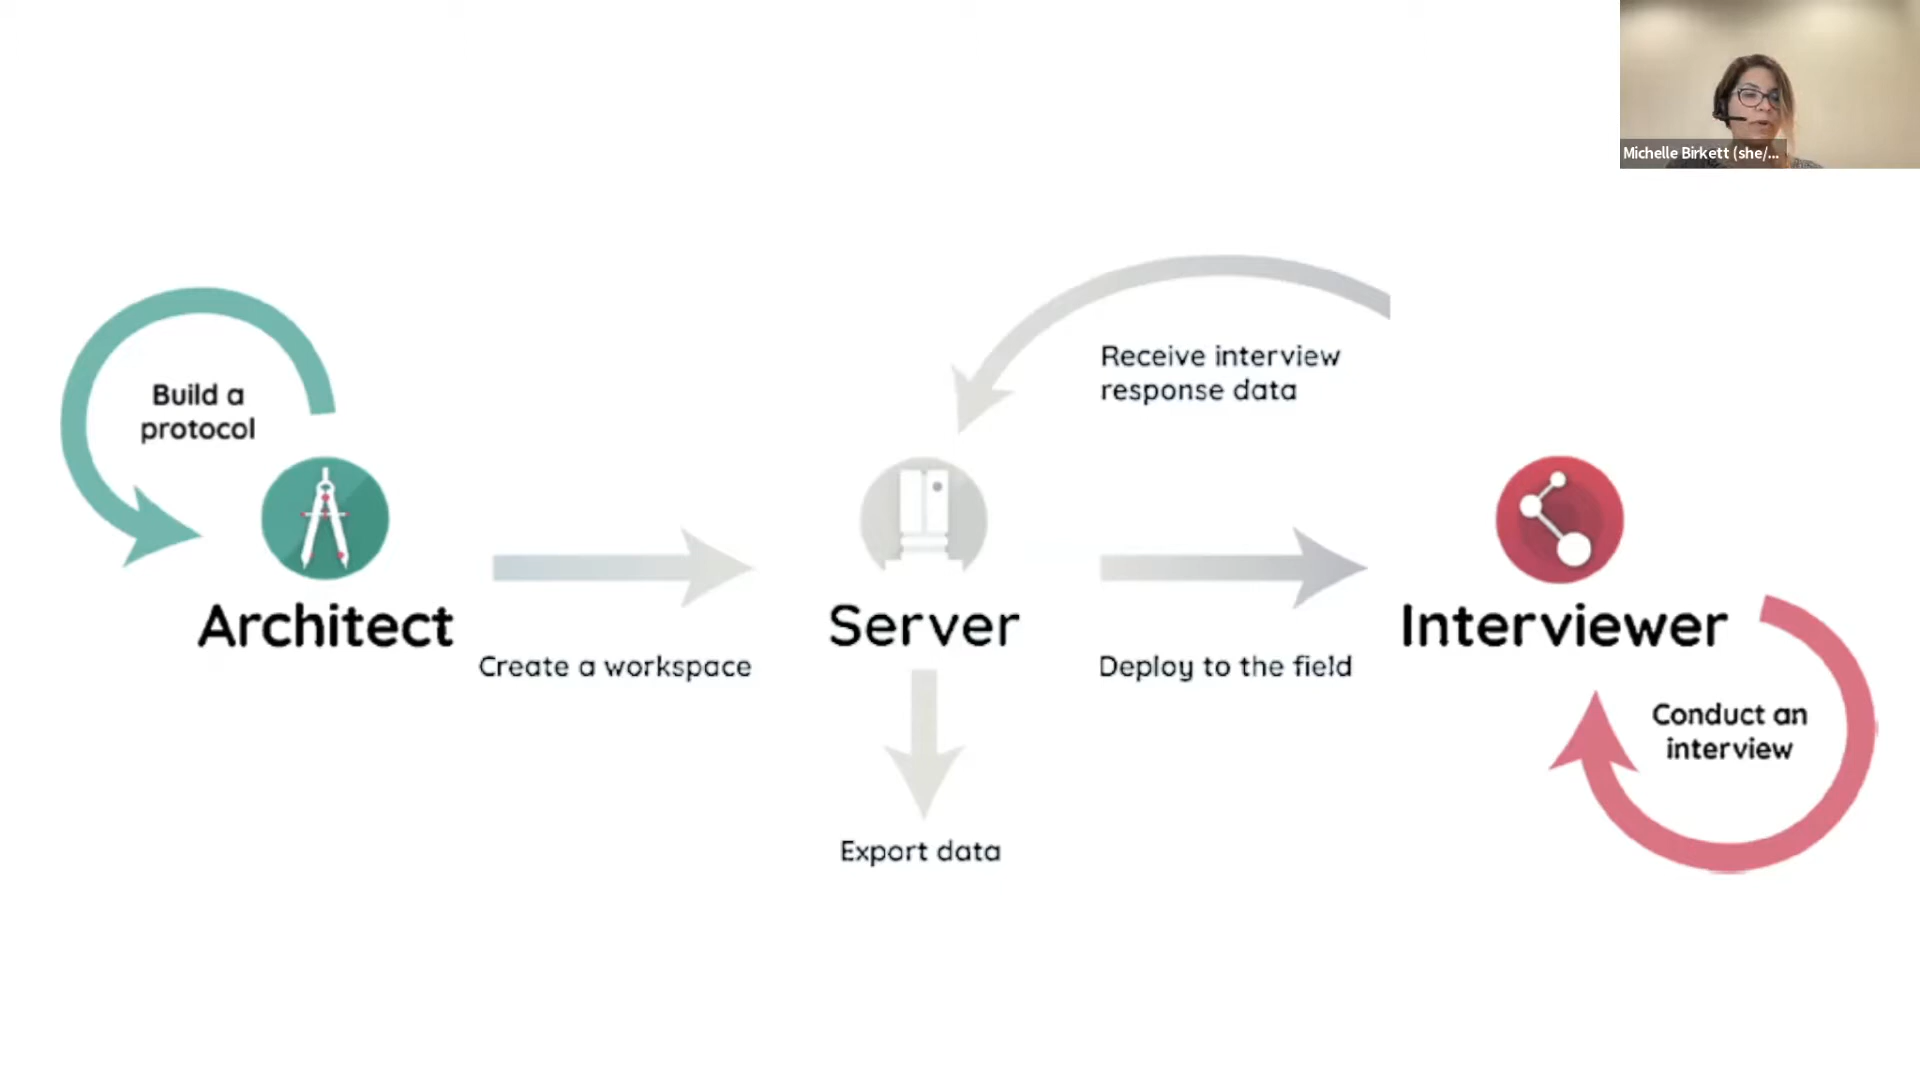 Michelle Birkett (she/...
Build a
protocol
Receive interview
response data
Architect
Server
Interviewer
Create a workspace
Deploy to the field
Conduct an
interview
Export data